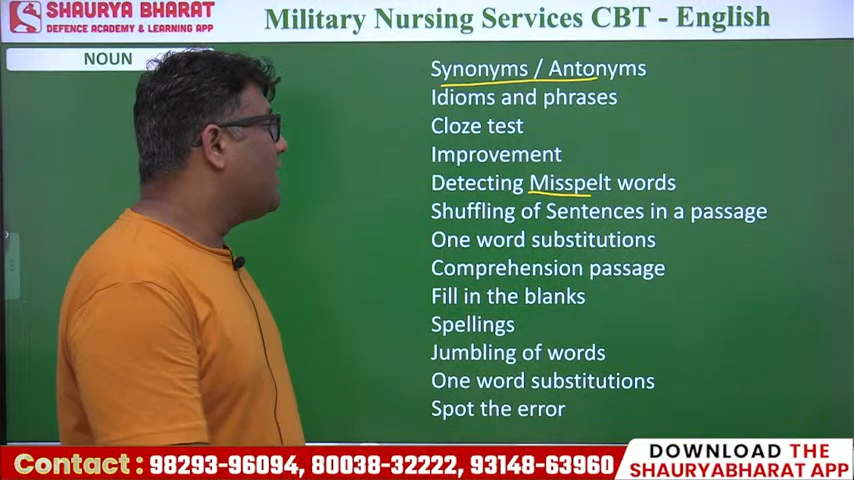 SHAURYA BHARAT
DEFENCE ACADEMY & LEARNING APP
Military Nursing Services CBT - English
NOUN
Synonyms / Antonyms
Idioms and phrases
Cloze test
Improvement
Detecting Misspelt words
Shuffling of Sentences in a passage
One word substitutions
Comprehension passage
Fill in the blanks
Spellings
Jumbling of words
One word substitutions
Spot the error
Contact : 98293-96094, 80038-32222, 93148-63960
DOWNLOAD THE
SHAURYABHARAT APP